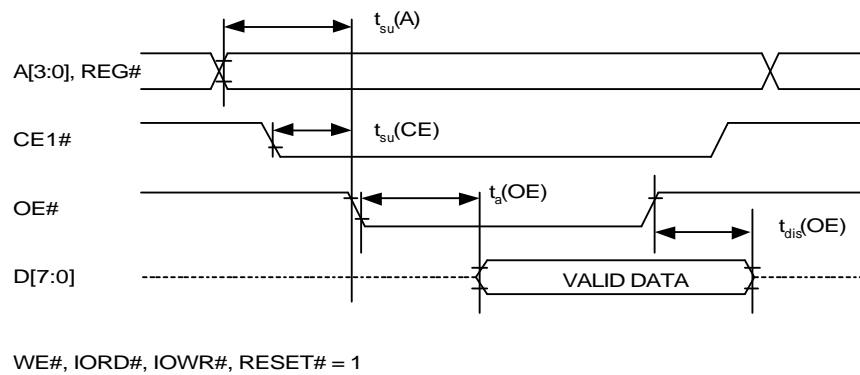 t_su(A)
A[3:0], REG#
CE1#
t_su(CE)
OE#
t_a(OE)
t_dis(OE)
D[7:0]
VALID DATA
WE#, IORD#, IOWR#, RESET# = 1